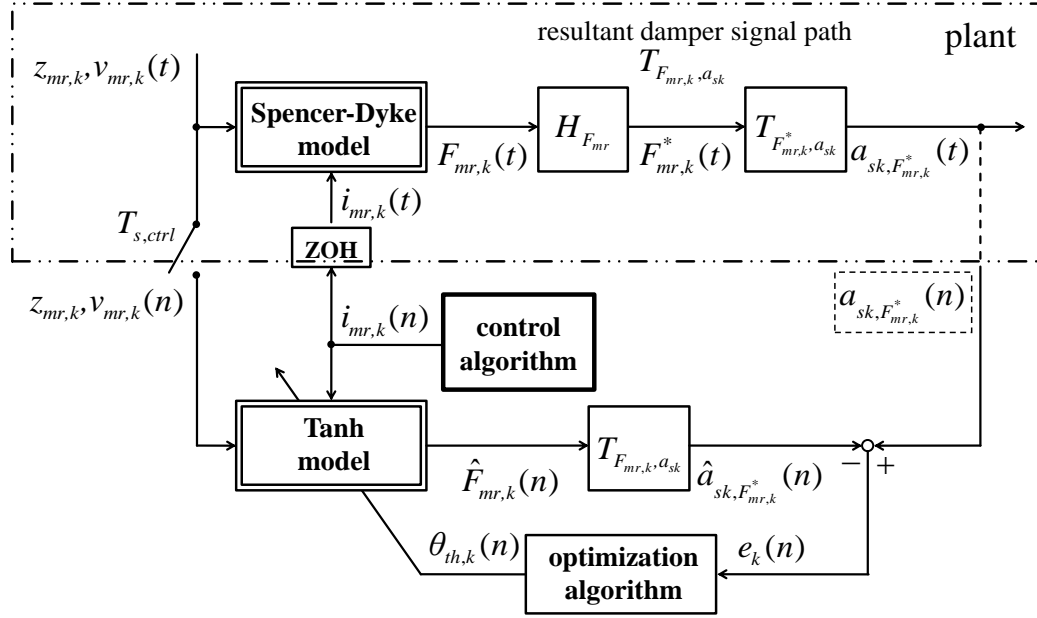 resultant damper signal path
plant
T_{F_{mr,k},a_{sk}}
z_{mr,k},v_{mr,k}(t)
Spencer-Dyke
model
F_{mr,k}(t)
H_{F_{mr}}
F^*_{mr,k}(t)
T_{F^*_{mr,k},a_{sk}}
a_{sk,F^*_{mr,k}}(t)
i_{mr,k}(t)
T_{s,ctrl}
ZOH
z_{mr,k},v_{mr,k}(n)
i_{mr,k}(n)
control
algorithm
a_{sk,F^*_{mr,k}}(n)
Tanh
model
F̂_{mr,k}(n)
T_{F_{mr,k},a_{sk}}
â_{sk,F^*_{mr,k}}(n)
− +
θ_{th,k}(n)
optimization
algorithm
e_k(n)